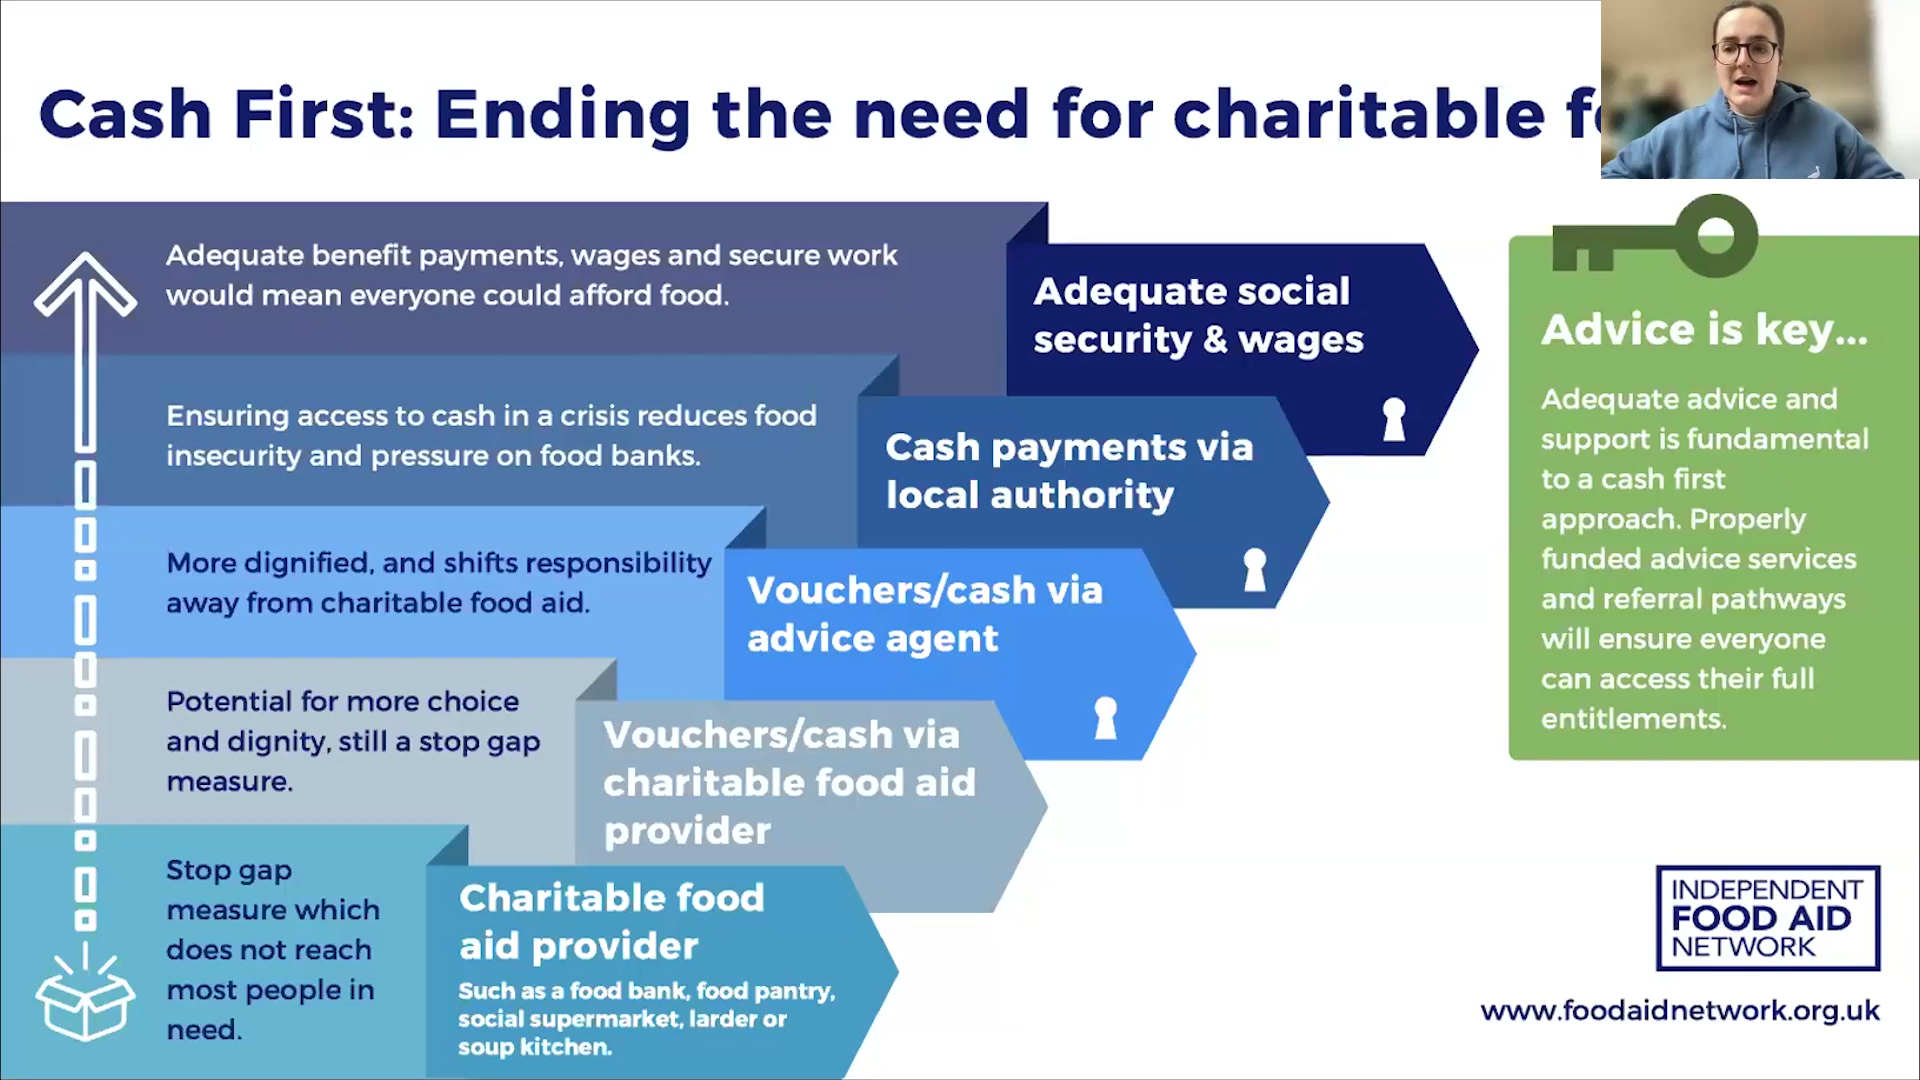 Cash First: Ending the need for charitable
Adequate benefit payments, wages and secure work
would mean everyone could afford food.
Adequate social
security & wages
Ensuring access to cash in a crisis reduces food
insecurity and pressure on food banks.
Cash payments via
local authority
More dignified, and shifts responsibility
away from charitable food aid.
Vouchers/cash via
advice agent
Potential for more choice
and dignity, still a stop gap
measure.
Vouchers/cash via
charitable food aid
provider
Stop gap
measure which
does not reach
most people in
need.
Charitable food
aid provider
Such as a food bank, food pantry,
social supermarket, larder or
soup kitchen.
Advice is key...
Adequate advice and
support is fundamental
to a cash first
approach. Properly
funded advice services
and referral pathways
will ensure everyone
can access their full
entitlements.
INDEPENDENT
FOOD AID
NETWORK
www.foodaidnetwork.org.uk